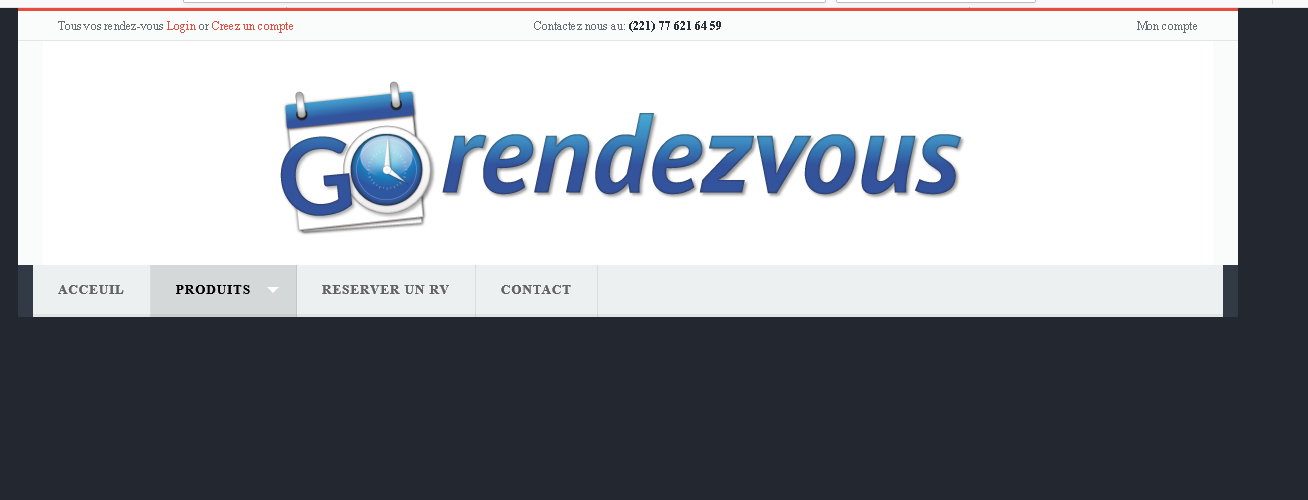 Tous vos rendez-vous Login or Creez un compte
Contactez nous au: (221) 77 621 64 59
Mon compte
GO rendezvous
ACCEUIL
PRODUITS
RESERVER UN RV
CONTACT